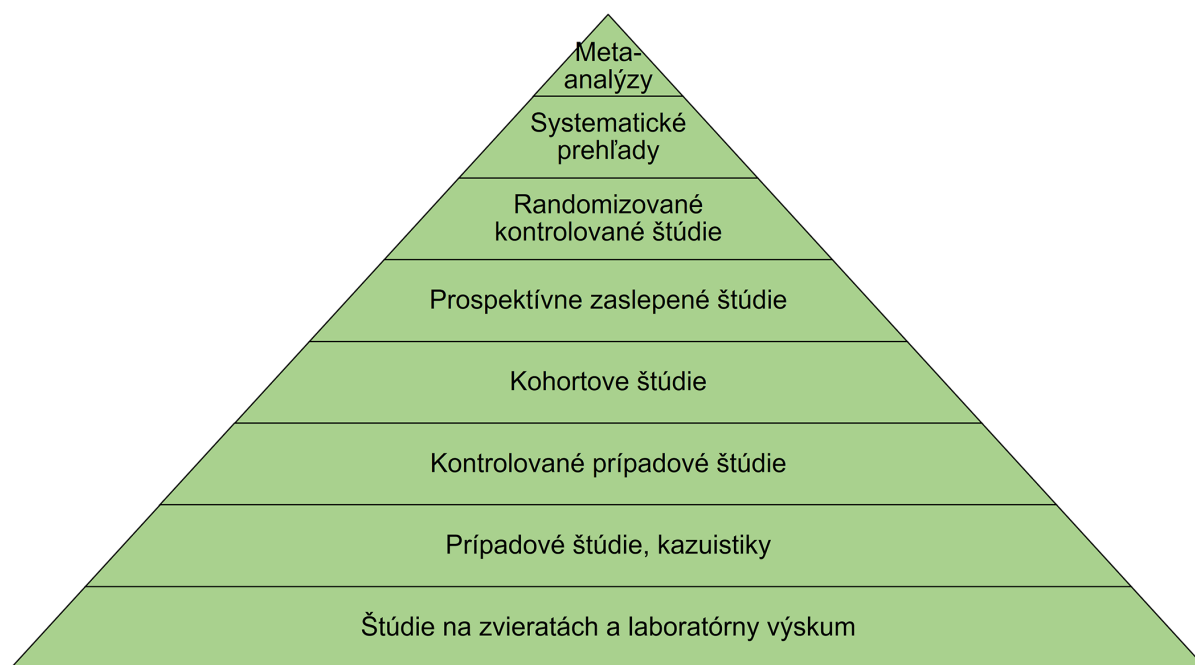 Meta-
analýzy
Systematické
prehľady
Randomizované
kontrolované štúdie
Prospektívne zaslepené štúdie
Kohortove štúdie
Kontrolované prípadové štúdie
Prípadové štúdie, kazuistiky
Štúdie na zvieratách a laboratórny výskum